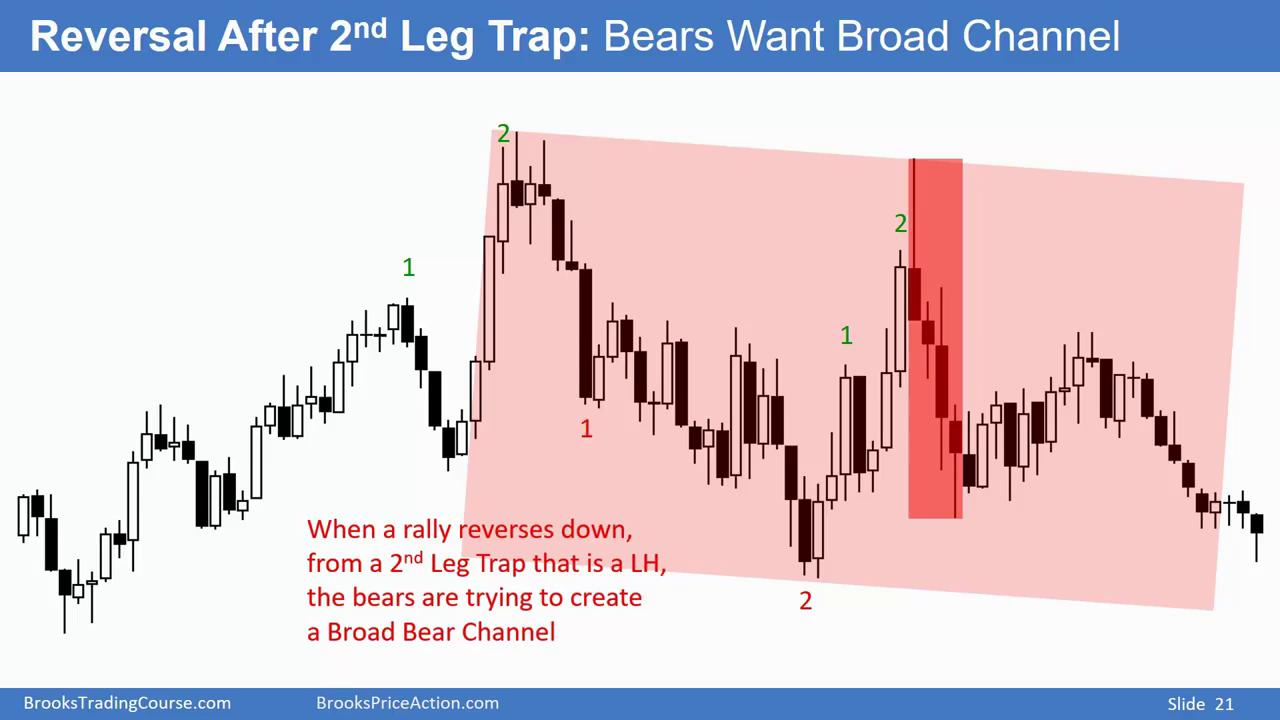 Reversal After 2nd Leg Trap: Bears Want Broad Channel
2
1
2
1
1
2
When a rally reverses down,
from a 2nd Leg Trap that is a LH,
the bears are trying to create
a Broad Bear Channel
BrooksTradingCourse.com
BrooksPriceAction.com
Slide 21